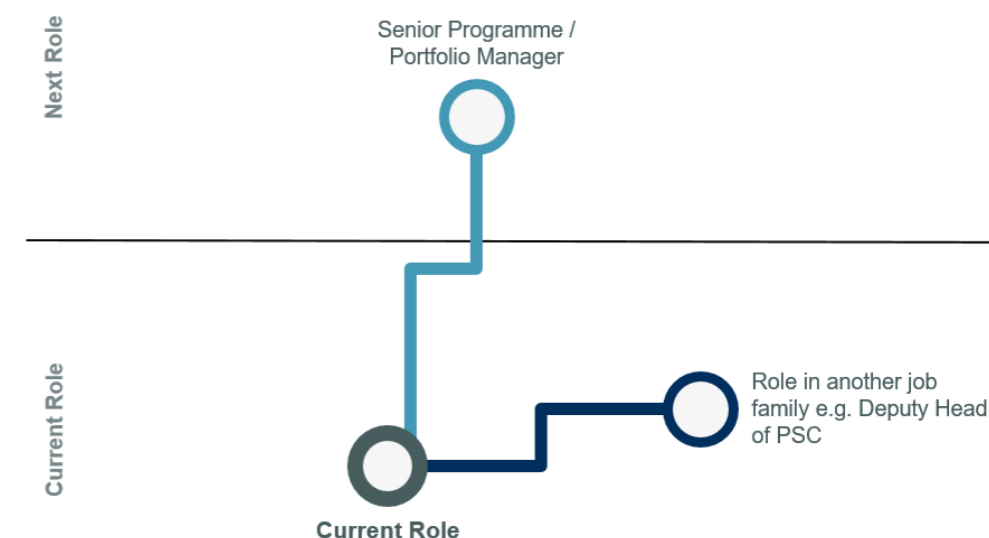 Next Role
Senior Programme /
Portfolio Manager
Current Role
Role in another job
family e.g. Deputy Head
of PSC
Current Role